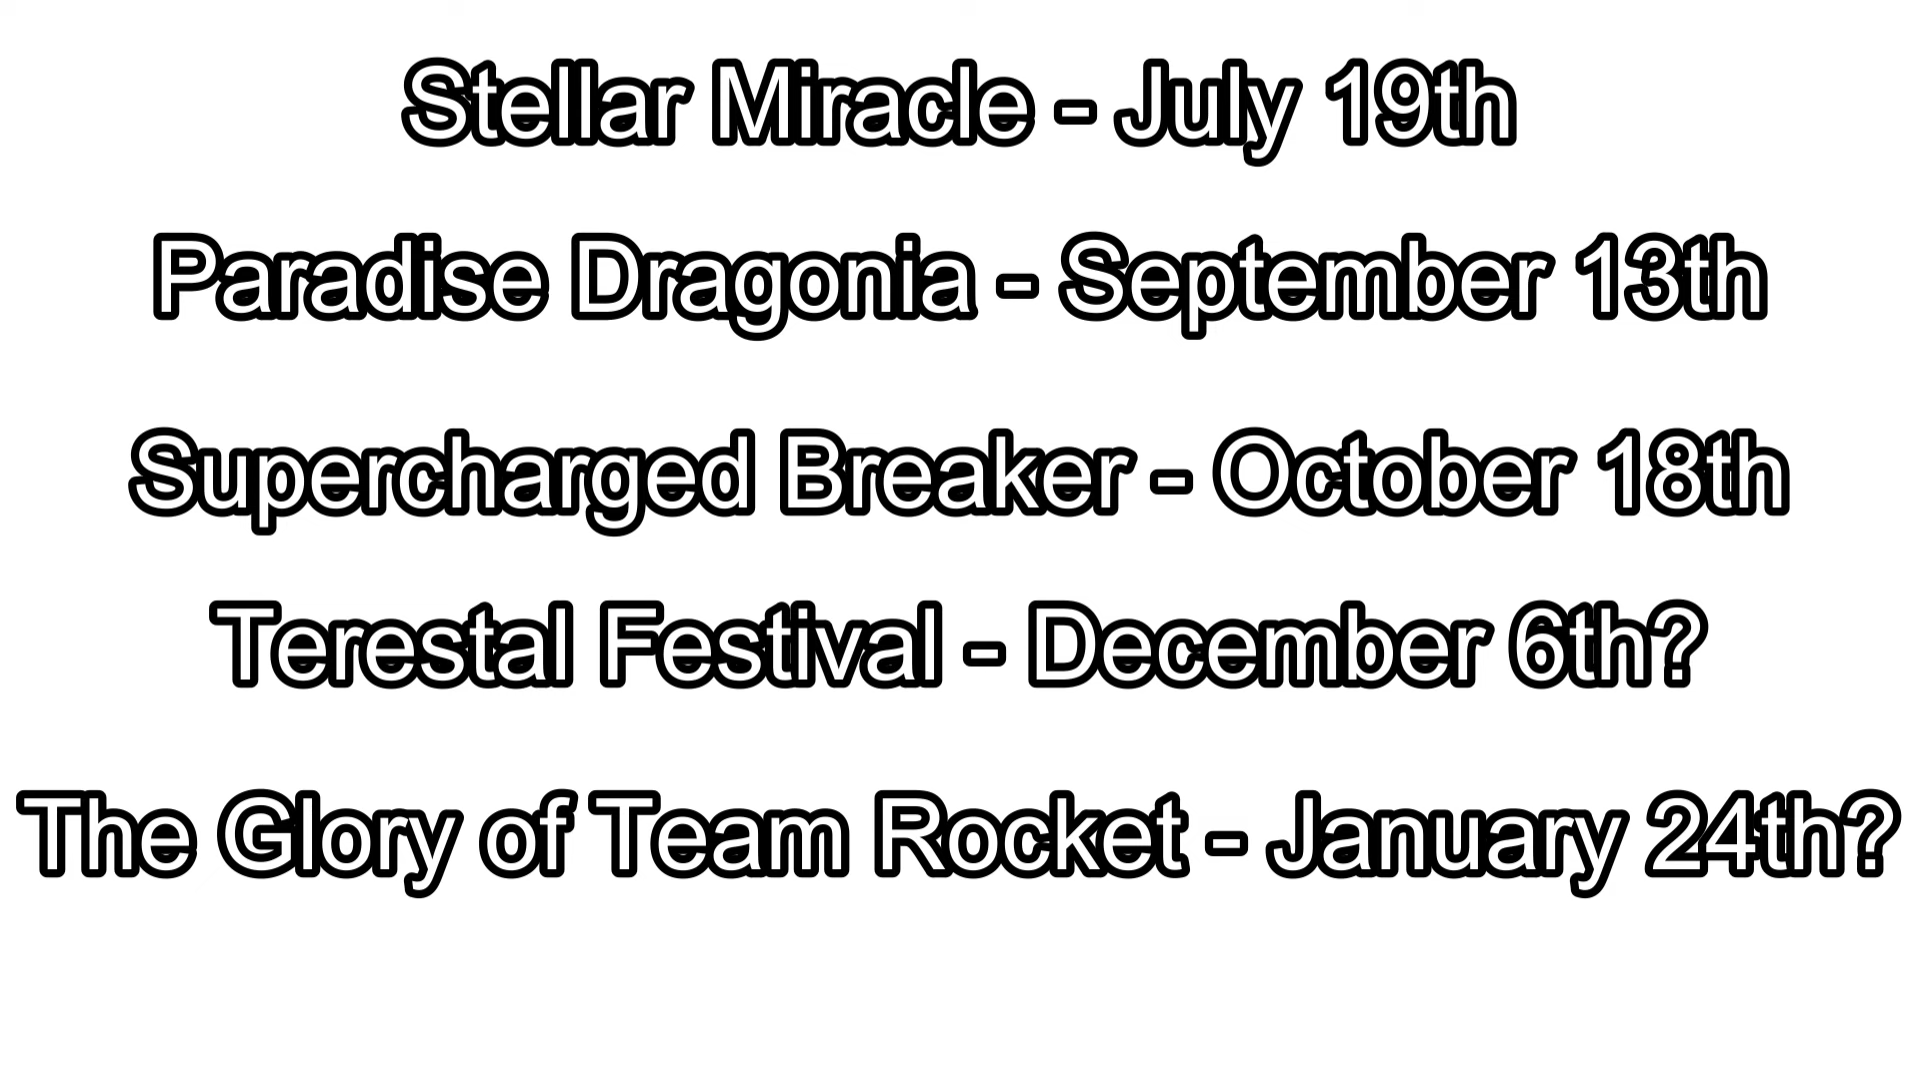 Stellar Miracle - July 19th
Paradise Dragonia - September 13th
Supercharged Breaker - October 18th
Terestal Festival - December 6th?
The Glory of Team Rocket - January 24th?